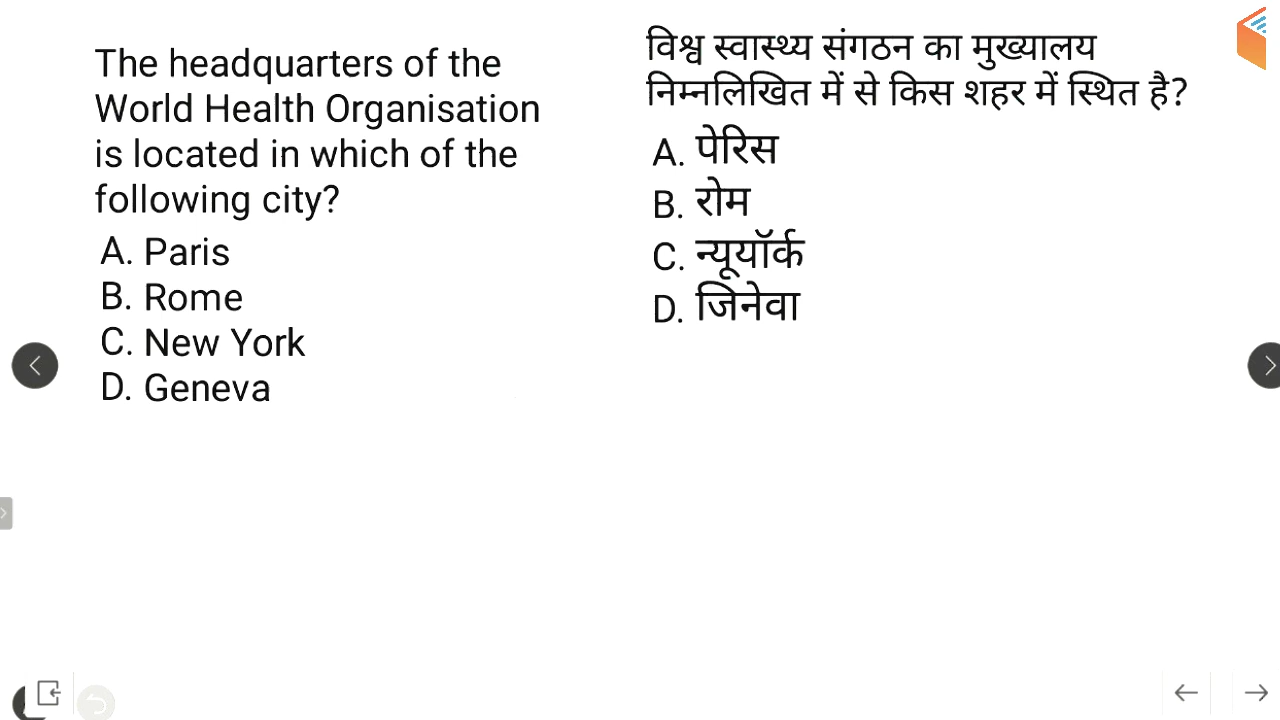 The headquarters of the
World Health Organisation
is located in which of the
following city?
A. Paris
B. Rome
C. New York
D. Geneva
विश्व स्वास्थ्य संगठन का मुख्यालय
निम्नलिखित में से किस शहर में स्थित है?
A. पेरिस
B. रोम
C. न्यूयॉर्क
D. जिनेवा